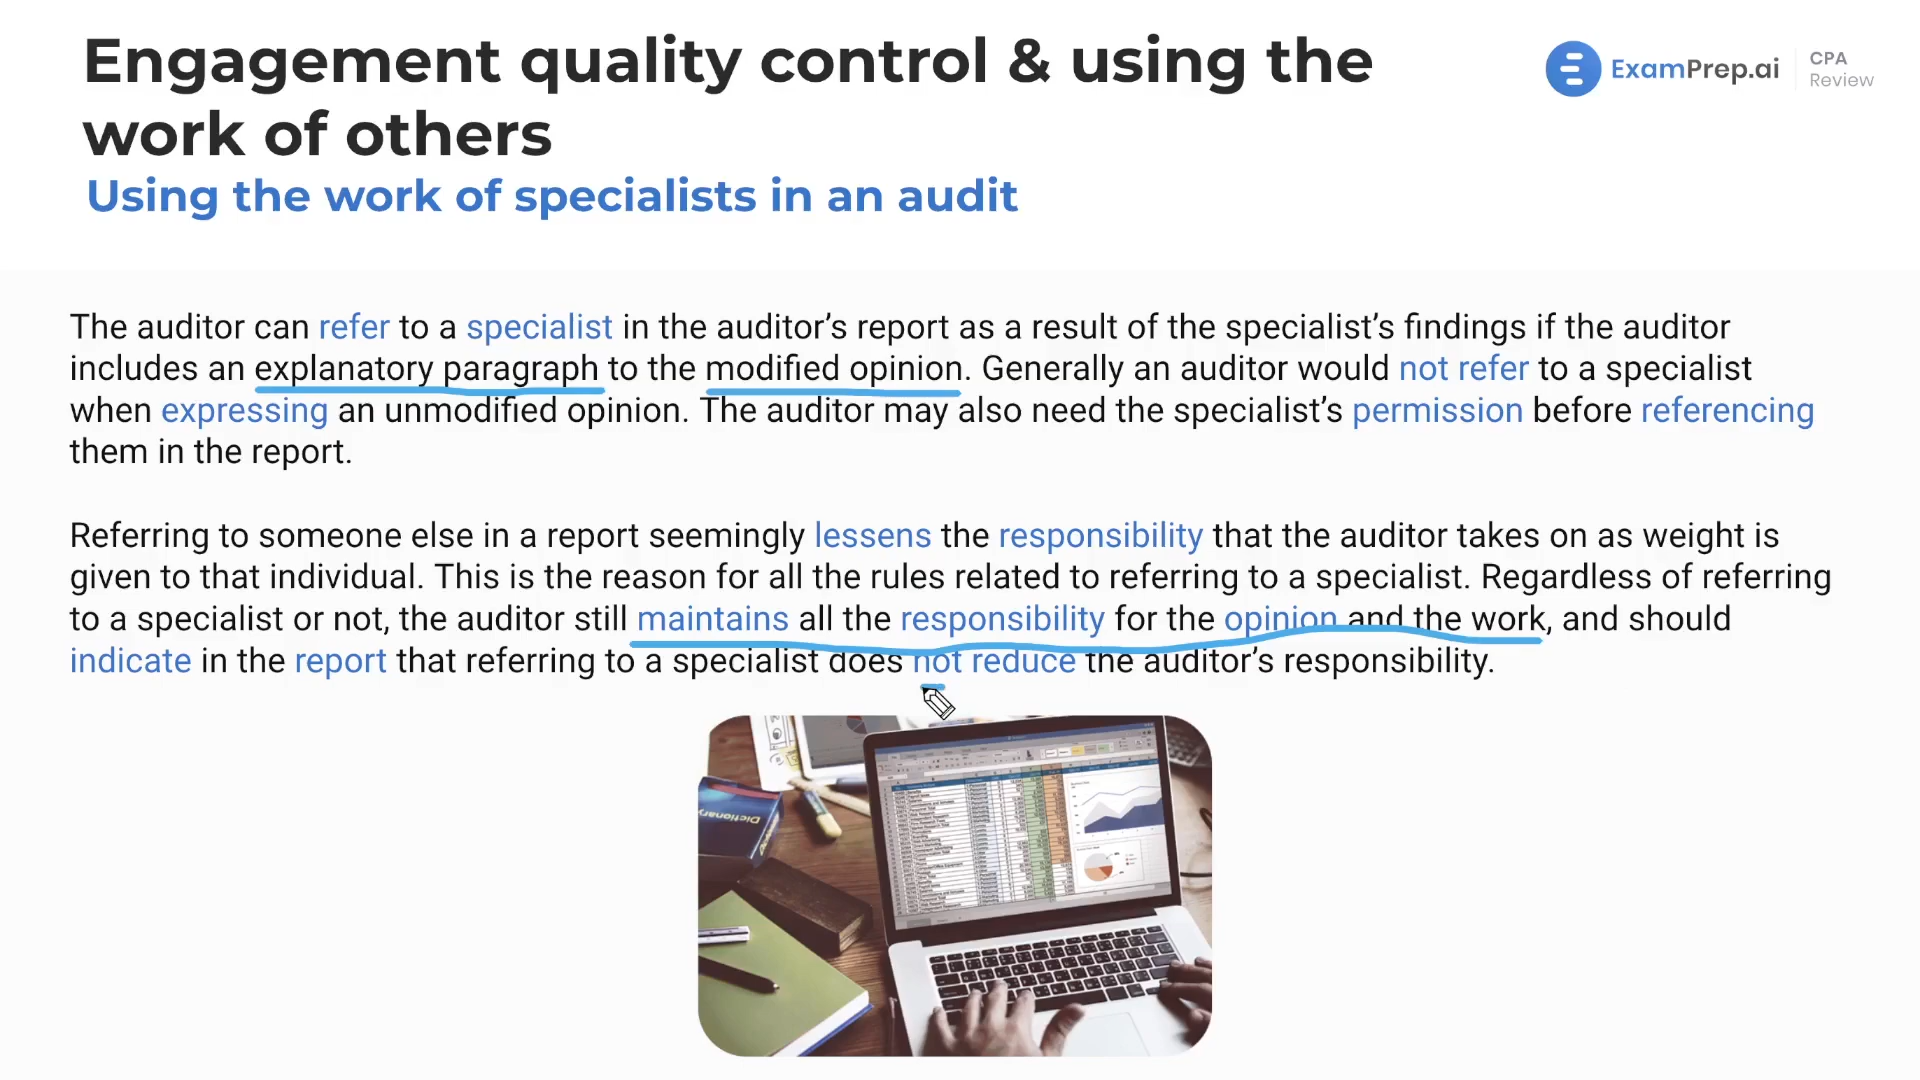 Engagement quality control & using the
work of others
Using the work of specialists in an audit
ExamPrep.ai
CPA
Review
The auditor can refer to a specialist in the auditor’s report as a result of the specialist’s findings if the auditor
includes an explanatory paragraph to the modified opinion. Generally an auditor would not refer to a specialist
when expressing an unmodified opinion. The auditor may also need the specialist’s permission before referencing
them in the report.
Referring to someone else in a report seemingly lessens the responsibility that the auditor takes on as weight is
given to that individual. This is the reason for all the rules related to referring to a specialist. Regardless of referring
to a specialist or not, the auditor still maintains all the responsibility for the opinion and the work, and should
indicate in the report that referring to a specialist does not reduce the auditor’s responsibility.
Dictionary